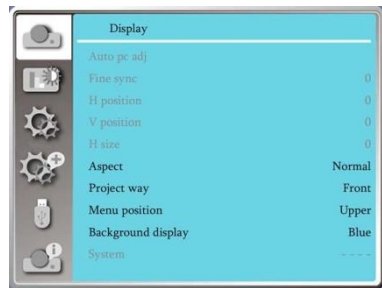 Display
Auto pc adj
Fine sync 0
H position 0
V position 0
H size 0
Aspect Normal
Project way Front
Menu position Upper
Background display Blue
System - - - -